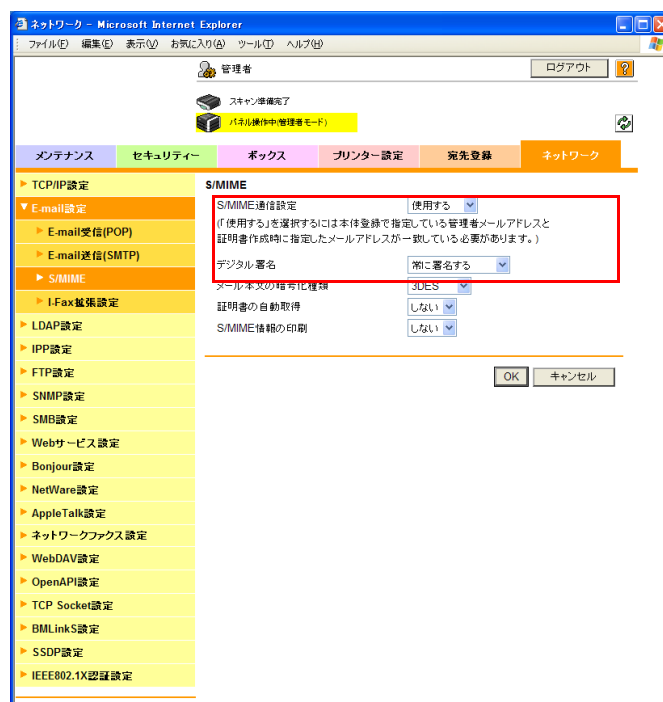 ネットワーク - Microsoft Internet Explorer
ファイル(F) 編集(E) 表示(V) お気に入り(A) ツール(T) ヘルプ(H)
管理者
ログアウト
?
スキャン準備完了
パネル操作中(管理者モード)
メンテナンス セキュリティー ボックス プリンター設定 宛先登録 ネットワーク
TCP/IP設定
E-mail設定
E-mail受信(POP)
E-mail送信(SMTP)
S/MIME
I-Fax拡張設定
LDAP設定
IPP設定
FTP設定
SNMP設定
SMB設定
Webサービス設定
Bonjour設定
NetWare設定
AppleTalk設定
ネットワークファクス設定
WebDAV設定
OpenAPI設定
TCP Socket設定
BMLinkS設定
SSDP設定
IEEE802.1X認証設定
S/MIME
S/MIME通信設定 使用する
(「使用する」を選択するには本体登録で指定している管理者メールアドレスと
証明書作成時に指定したメールアドレスが一致している必要があります。)
デジタル署名 常に署名する
メール本文の暗号化種類 3DES
証明書の自動取得 しない
S/MIME情報の印刷 しない
OK キャンセル